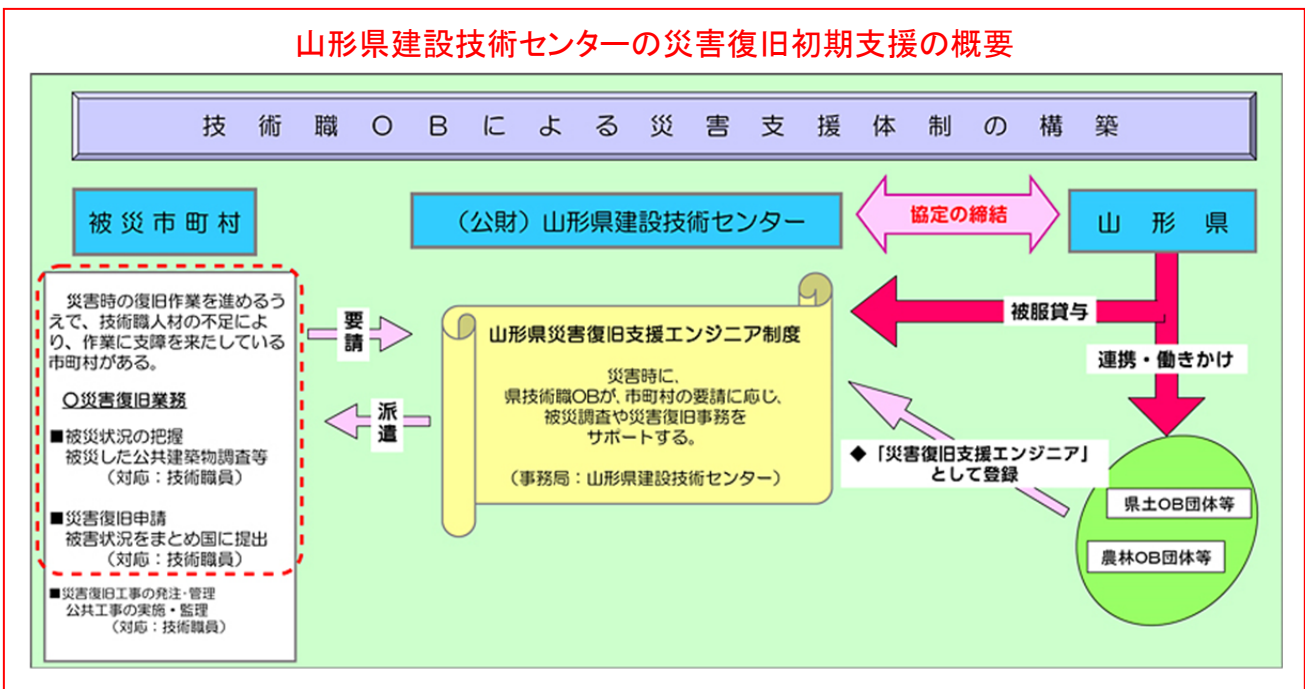 山形県建設技術センターの災害復旧初期支援の概要
技術職OBによる災害支援体制の構築
被災市町村
(公財)山形県建設技術センター
協定の締結
山形県
災害時の復旧作業を進めるう
えで、技術職人材の不足によ
り、作業に支障を来たしている
市町村がある。
〇災害復旧業務
■被災状況の把握
被災した公共建築物調査等
(対応:技術職員)
■災害復旧申請
被害状況をまとめ国に提出
(対応:技術職員)
■災害復旧工事の発注・管理
公共工事の実施・監理
(対応:技術職員)
要請
派遣
山形県災害復旧支援エンジニア制度
災害時に、
県技術職OBが、市町村の要請に応じ、
被災調査や災害復旧事務を
サポートする。
(事務局:山形県建設技術センター)
被服貸与
連携・働きかけ
◆「災害復旧支援エンジニア」
として登録
県土OB団体等
農林OB団体等